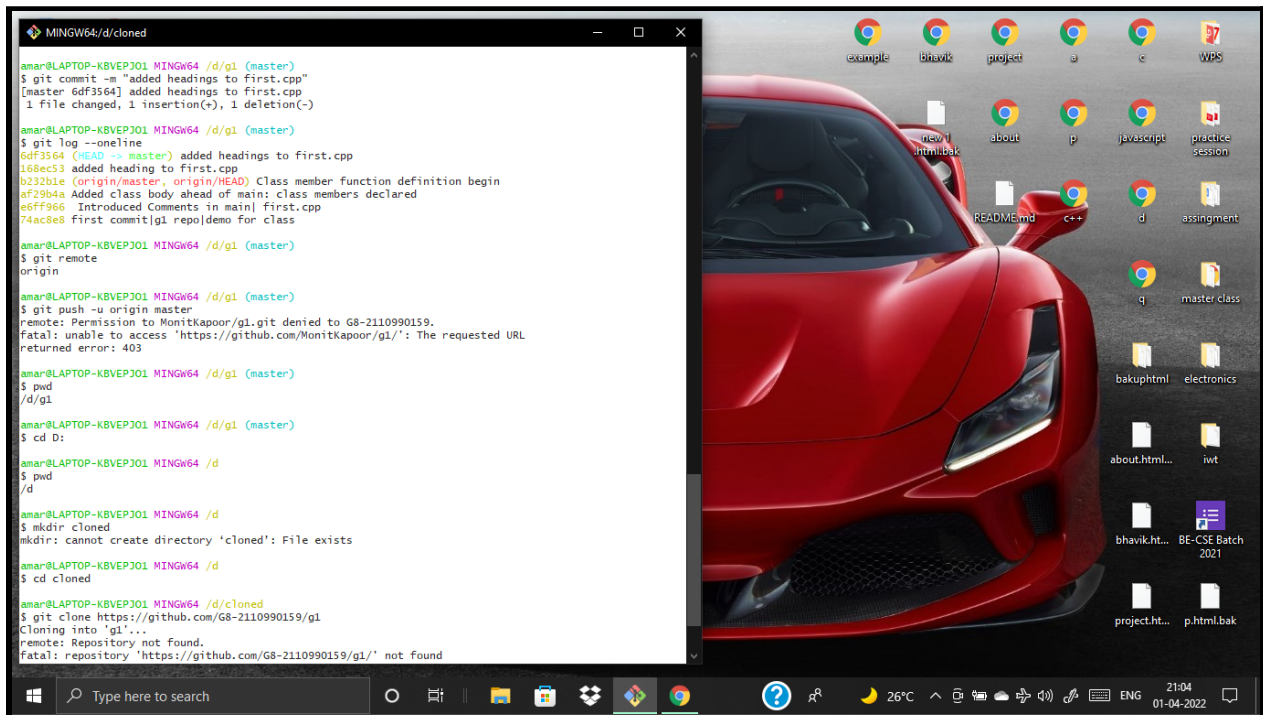 MINGW64:/d/cloned
amar@LAPTOP-KBVEPJO1 MINGW64 /d/g1 (master)
$ git commit -m "added headings to first.cpp"
[master 6df3564] added headings to first.cpp
 1 file changed, 1 insertion(+), 1 deletion(-)
amar@LAPTOP-KBVEPJO1 MINGW64 /d/g1 (master)
$ git log --oneline
6df3564 (HEAD -> master) added headings to first.cpp
168ec53 added heading to first.cpp
b232b1e (origin/master, origin/HEAD) Class member function definition begin
af29b4a Added class body ahead of main: class members declared
e6ff966  Introduced Comments in main| first.cpp
74ac8e8 first commit|g1 repo|demo for class
amar@LAPTOP-KBVEPJO1 MINGW64 /d/g1 (master)
$ git remote
origin
amar@LAPTOP-KBVEPJO1 MINGW64 /d/g1 (master)
$ git push -u origin master
remote: Permission to MonitKapoor/g1.git denied to G8-2110990159.
fatal: unable to access 'https://github.com/MonitKapoor/g1/': The requested URL
returned error: 403
amar@LAPTOP-KBVEPJO1 MINGW64 /d/g1 (master)
$ pwd
/d/g1
amar@LAPTOP-KBVEPJO1 MINGW64 /d/g1 (master)
$ cd D:
amar@LAPTOP-KBVEPJO1 MINGW64 /d
$ pwd
/d
amar@LAPTOP-KBVEPJO1 MINGW64 /d
$ mkdir cloned
mkdir: cannot create directory ‘cloned’: File exists
amar@LAPTOP-KBVEPJO1 MINGW64 /d
$ cd cloned
amar@LAPTOP-KBVEPJO1 MINGW64 /d/cloned
$ git clone https://github.com/G8-2110990159/g1
Cloning into 'g1'...
remote: Repository not found.
fatal: repository 'https://github.com/G8-2110990159/g1/' not found
example bhavik project a c WPS
new 1 .html.bak about p javascript practice session
README.md c++ d assingment
q master class
bakuphtml electronics
about.html... iwt
bhavik.ht... BE-CSE Batch 2021
project.ht... p.html.bak
Type here to search
26°C ENG 21:04
01-04-2022